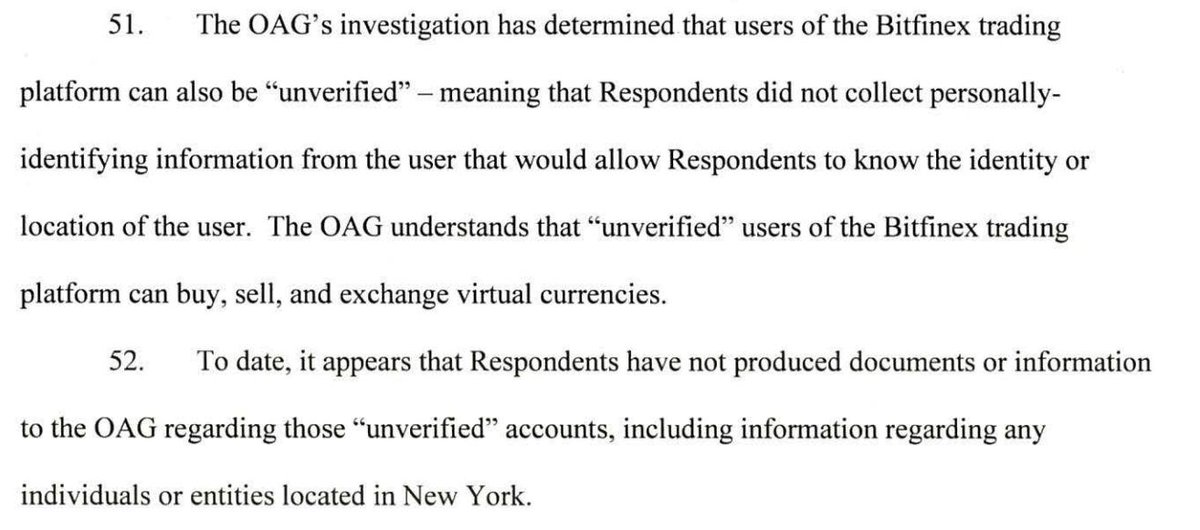 51. The OAG’s investigation has determined that users of the Bitfinex trading
platform can also be “unverified” – meaning that Respondents did not collect personally-
identifying information from the user that would allow Respondents to know the identity or
location of the user. The OAG understands that “unverified” users of the Bitfinex trading
platform can buy, sell, and exchange virtual currencies.
52. To date, it appears that Respondents have not produced documents or information
to the OAG regarding those “unverified” accounts, including information regarding any
individuals or entities located in New York.